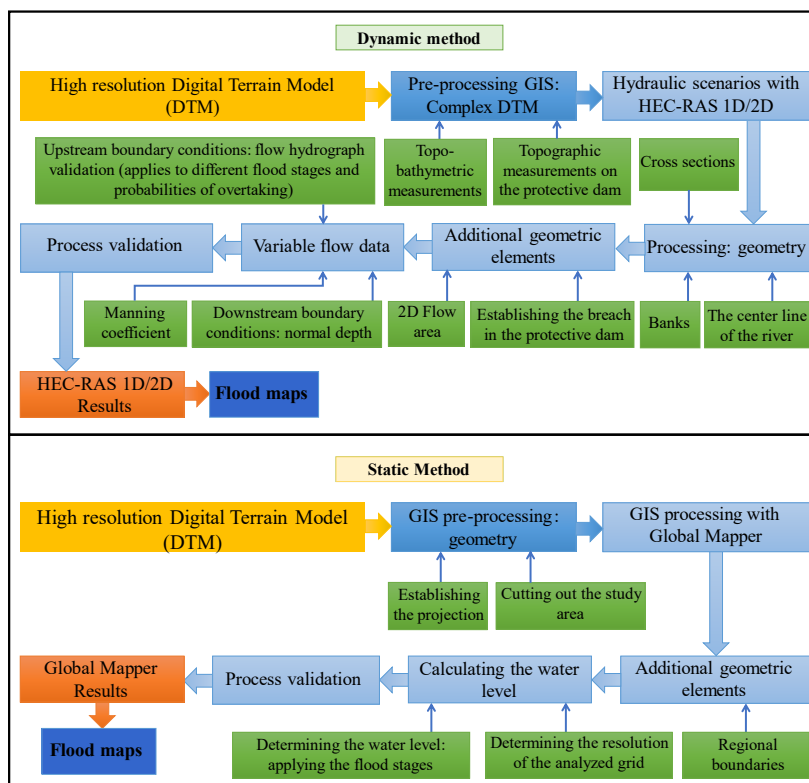 Dynamic method
High resolution Digital Terrain Model
(DTM)
Pre-processing GIS:
Complex DTM
Hydraulic scenarios with
HEC-RAS 1D/2D
Upstream boundary conditions: flow hydrograph
validation (applies to different flood stages and
probabilities of overtaking)
Topo-
bathymetric
measurements
Topographic
measurements on
the protective dam
Cross sections
Process validation
Variable flow data
Additional geometric
elements
Processing: geometry
Manning
coefficient
Downstream boundary
conditions: normal depth
2D Flow
area
Establishing the breach
in the protective dam
Banks
The center line
of the river
HEC-RAS 1D/2D
Results
Flood maps
Static Method
High resolution Digital Terrain Model
(DTM)
GIS pre-processing:
geometry
GIS processing with
Global Mapper
Establishing
the projection
Cutting out the study
area
Global Mapper
Results
Process validation
Calculating the water
level
Additional geometric
elements
Flood maps
Determining the water level:
applying the flood stages
Determining the resolution
of the analyzed grid
Regional
boundaries